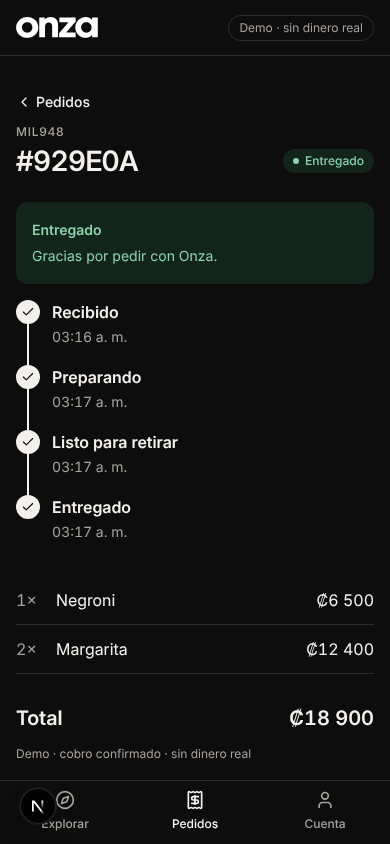 onza
Demo · sin dinero real
Pedidos
MIL948
#929E0A
Entregado
Entregado
Gracias por pedir con Onza.
Recibido
03:16 a. m.
Preparando
03:17 a. m.
Listo para retirar
03:17 a. m.
Entregado
03:17 a. m.
1× Negroni ₡6 500
2× Margarita ₡12 400
Total ₡18 900
Demo · cobro confirmado · sin dinero real
N
Explorar Pedidos Cuenta